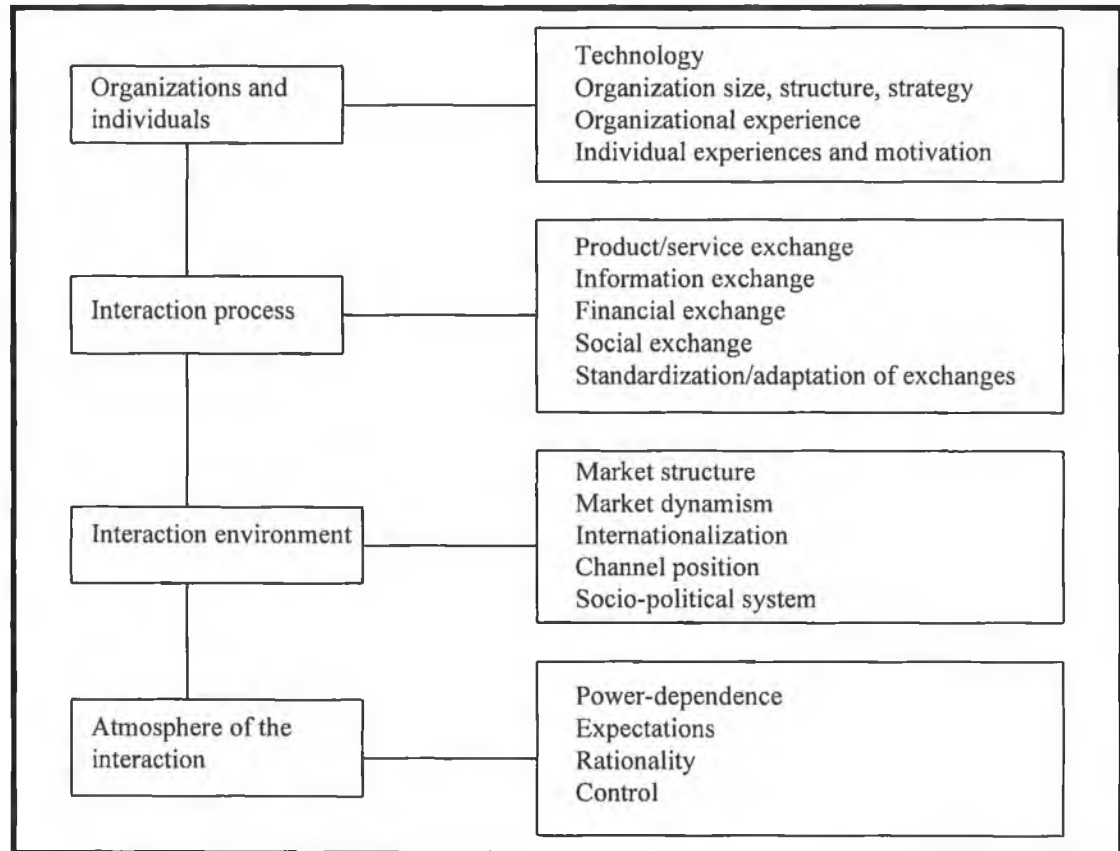 Organizations and
individuals
Technology
Organization size, structure, strategy
Organizational experience
Individual experiences and motivation
Interaction process
Product/service exchange
Information exchange
Financial exchange
Social exchange
Standardization/adaptation of exchanges
Interaction environment
Market structure
Market dynamism
Internationalization
Channel position
Socio-political system
Atmosphere of the
interaction
Power-dependence
Expectations
Rationality
Control